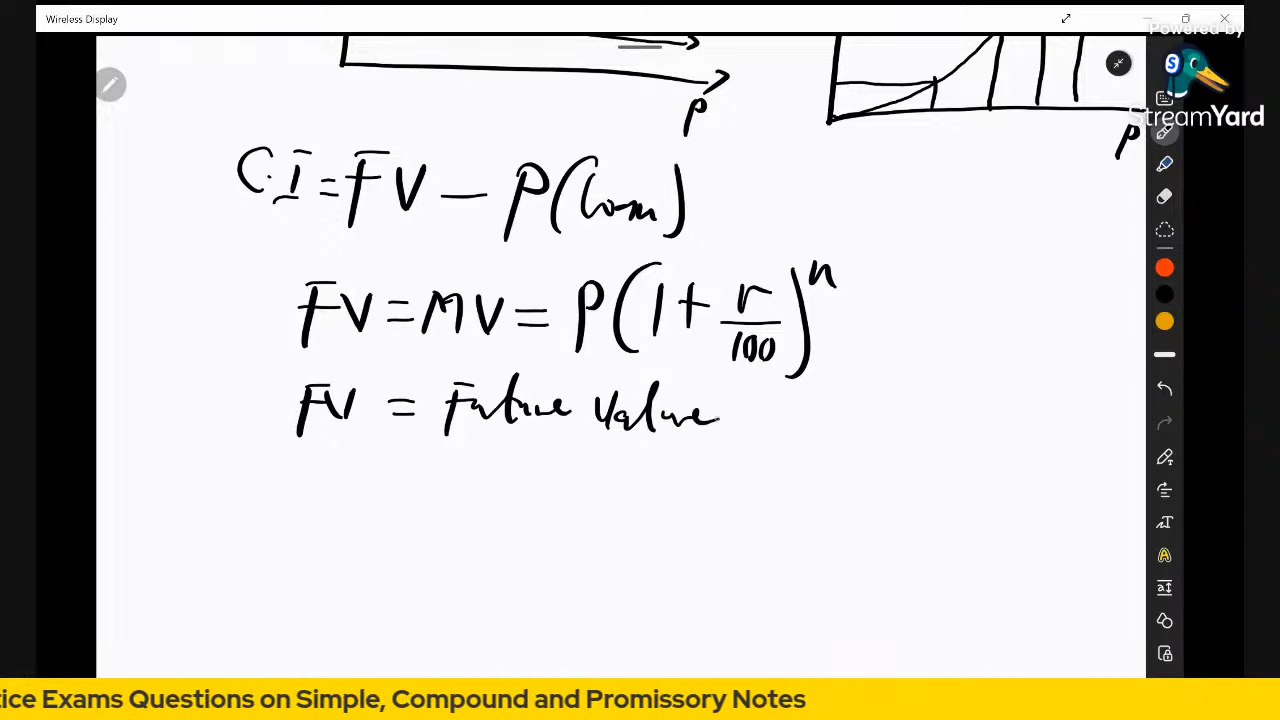 Wireless Display
Powered by
S
StreamYard
P
P
C.I = FV - P(Loan)
FV = MV = P(1 + r/100)^n
FV = Future Value
tice Exams Questions on Simple, Compound and Promissory Notes